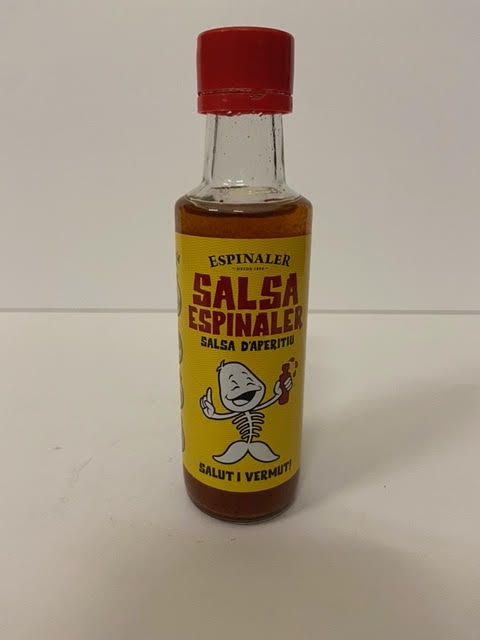 ESPINALER
DESDE 1896
SALSA
ESPINALER
SALSA D'APERITIU
SALUT I VERMUT!